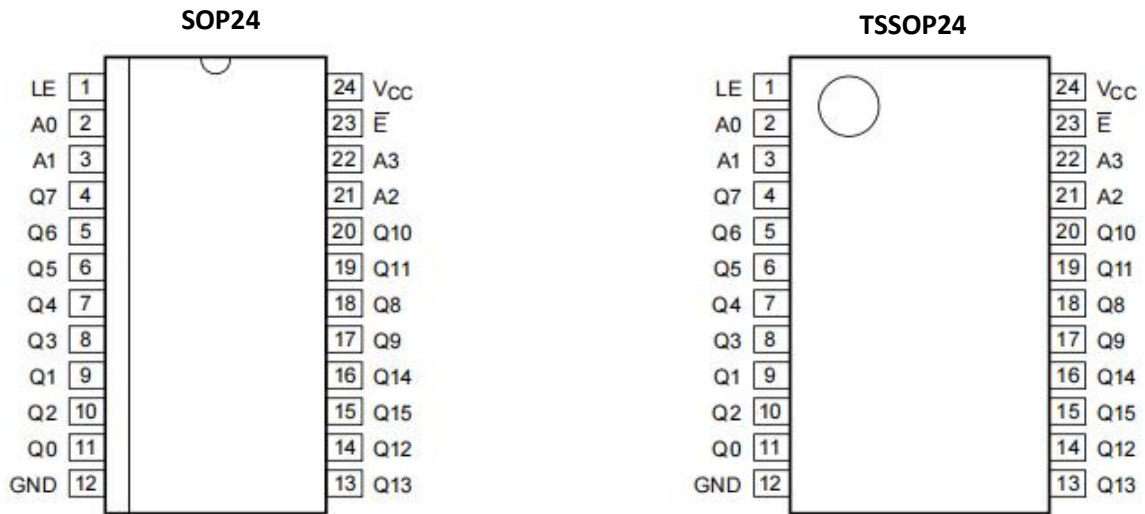 SOP24
LE 1 24 VCC
A0 2 23 E̅
A1 3 22 A3
Q7 4 21 A2
Q6 5 20 Q10
Q5 6 19 Q11
Q4 7 18 Q8
Q3 8 17 Q9
Q1 9 16 Q14
Q2 10 15 Q15
Q0 11 14 Q12
GND 12 13 Q13
TSSOP24
LE 1 24 VCC
A0 2 23 E̅
A1 3 22 A3
Q7 4 21 A2
Q6 5 20 Q10
Q5 6 19 Q11
Q4 7 18 Q8
Q3 8 17 Q9
Q1 9 16 Q14
Q2 10 15 Q15
Q0 11 14 Q12
GND 12 13 Q13